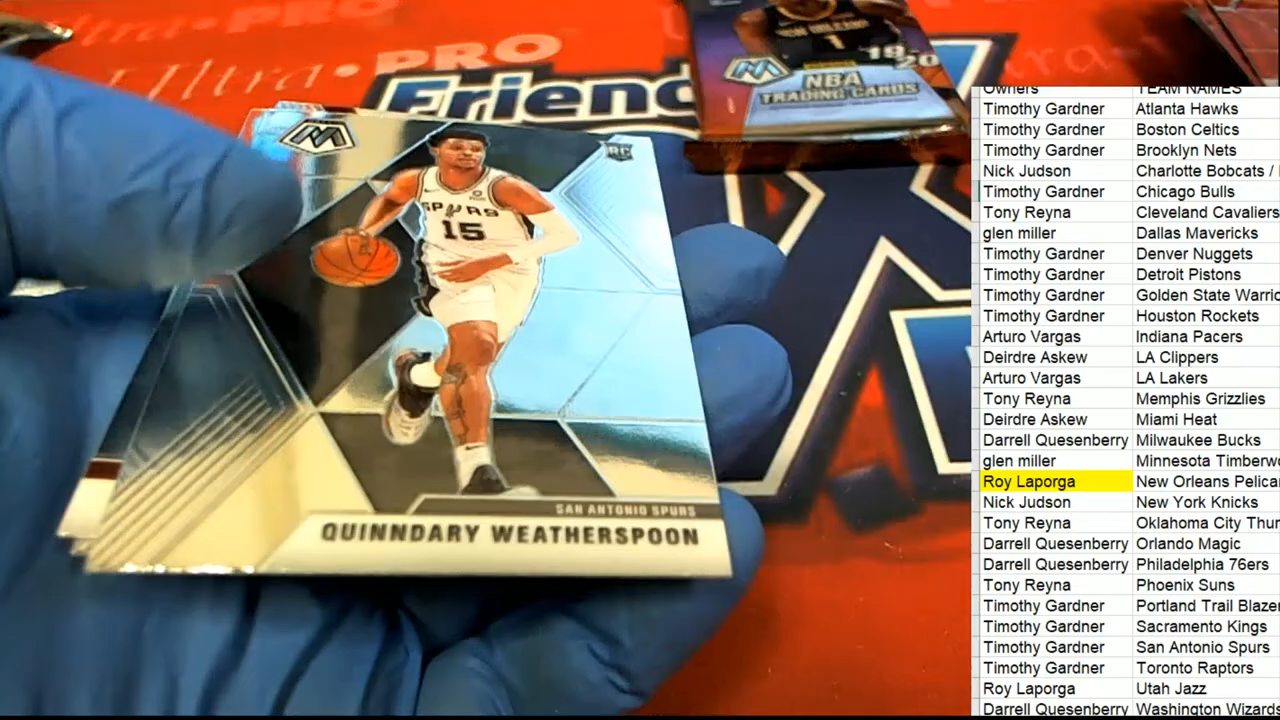 Ultra·PRO
Ultra·PRO
Friend
NEW ORLEANS
1
19-20
NBA
TRADING CARDS
RC
SPURS
15
SAN ANTONIO SPURS
QUINNDARY WEATHERSPOON
Owners TEAM NAMES
Timothy Gardner Atlanta Hawks
Timothy Gardner Boston Celtics
Timothy Gardner Brooklyn Nets
Nick Judson Charlotte Bobcats /
Timothy Gardner Chicago Bulls
Tony Reyna Cleveland Cavaliers
glen miller Dallas Mavericks
Timothy Gardner Denver Nuggets
Timothy Gardner Detroit Pistons
Timothy Gardner Golden State Warric
Timothy Gardner Houston Rockets
Arturo Vargas Indiana Pacers
Deirdre Askew LA Clippers
Arturo Vargas LA Lakers
Tony Reyna Memphis Grizzlies
Deirdre Askew Miami Heat
Darrell Quesenberry Milwaukee Bucks
glen miller Minnesota Timberw
Roy Laporga New Orleans Pelica
Nick Judson New York Knicks
Tony Reyna Oklahoma City Thun
Darrell Quesenberry Orlando Magic
Darrell Quesenberry Philadelphia 76ers
Tony Reyna Phoenix Suns
Timothy Gardner Portland Trail Blaze
Timothy Gardner Sacramento Kings
Timothy Gardner San Antonio Spurs
Timothy Gardner Toronto Raptors
Roy Laporga Utah Jazz
Darrell Quesenberry Washington Wizards